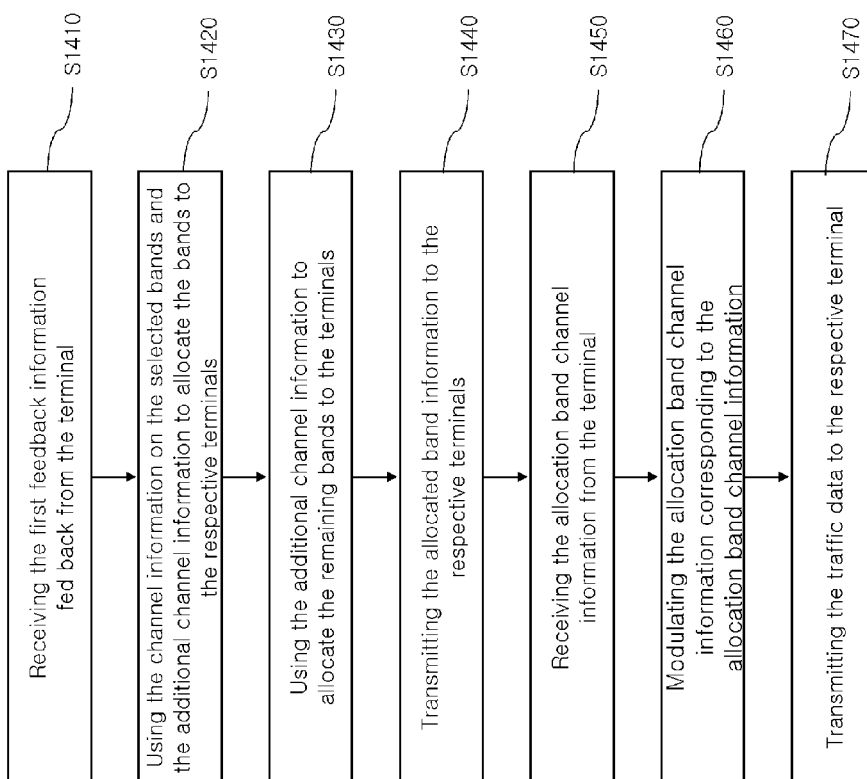 Receiving the first feedback information
fed back from the terminal
S1410
Using the channel information on the selected bands and
the additional channel information to allocate the bands to
the respective terminals
S1420
Using the additional channel information to
allocate the remaining bands to the terminals
S1430
Transmitting the allocated band information to the
respective terminals
S1440
Receiving the allocation band channel
information from the terminal
S1450
Modulating the allocation band channel
information corresponding to the
allocation band channel information
S1460
Transmitting the traffic data to the respective terminal
S1470